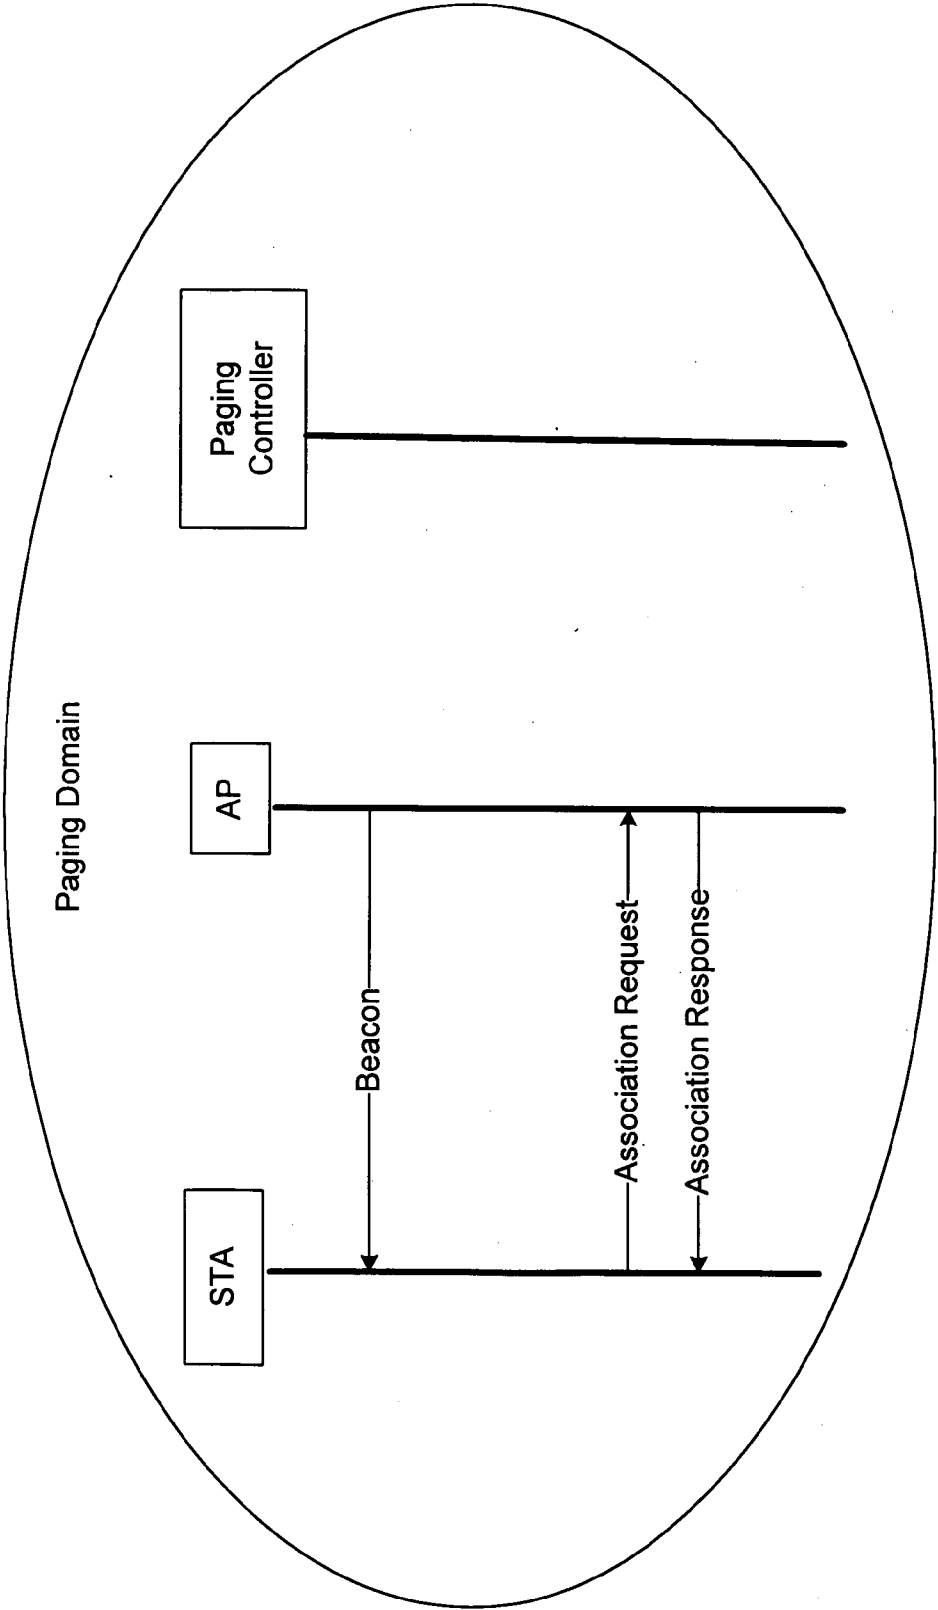 Paging Domain
STA
AP
Paging
Controller
Beacon
Association Request
Association Response